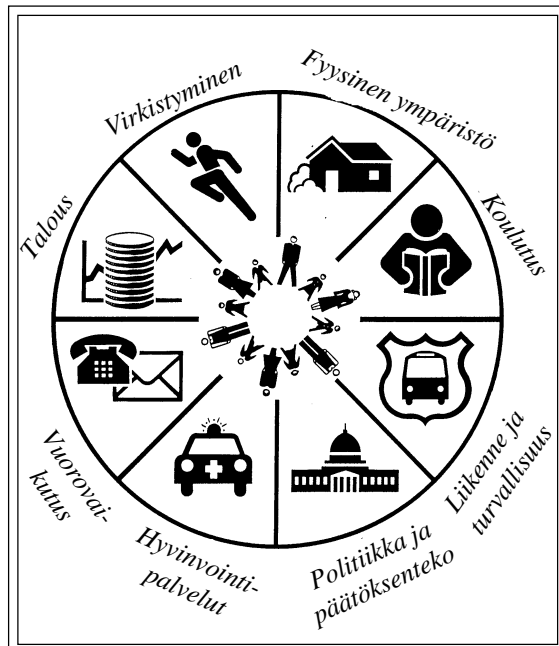 Virkistyminen
Fyysinen ympäristö
Koulutus
Liikenne ja
turvallisuus
Politiikka ja
päätöksenteko
Hyvinvointi-
palvelut
Vuorovai-
kutus
Talous